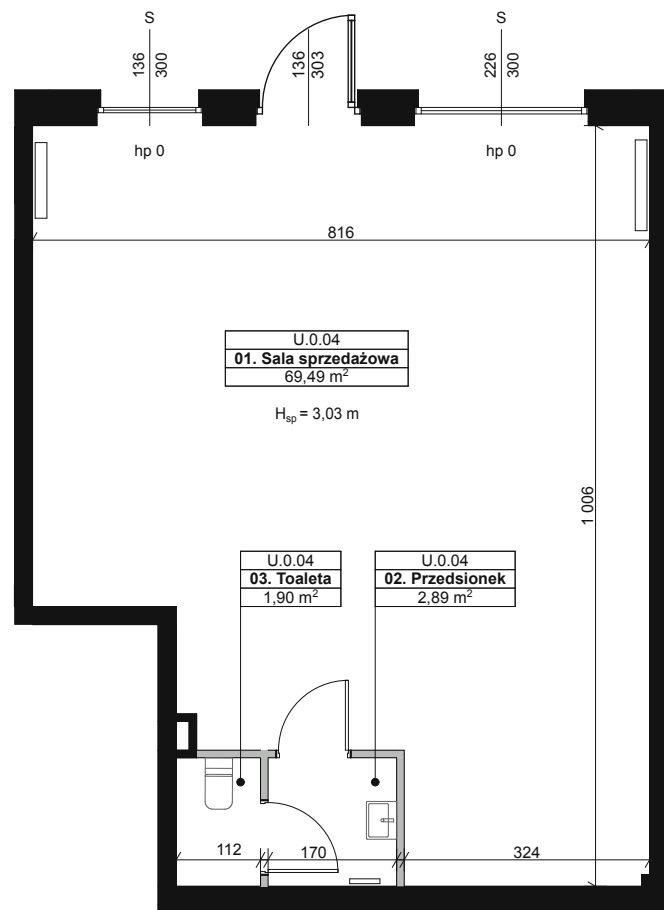 S
S
136
300
136
303
226
300
hp 0
hp 0
816
U.0.04
01. Sala sprzedażowa
69,49 m²
Hsp = 3,03 m
1 006
U.0.04
03. Toaleta
1,90 m²
U.0.04
02. Przedsionek
2,89 m²
112
170
324